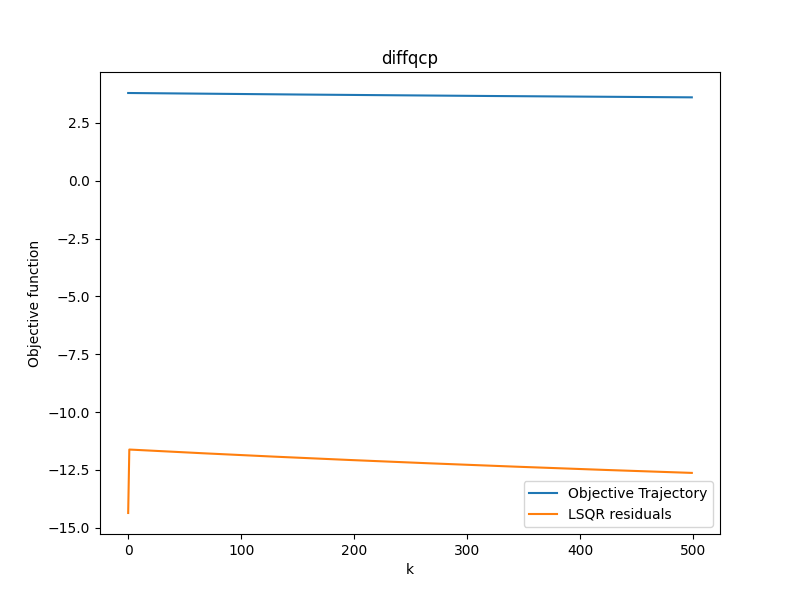 diffqcp
Objective function
2.5
0.0
−2.5
−5.0
−7.5
−10.0
−12.5
−15.0
Objective Trajectory
LSQR residuals
0 100 200 300 400 500
k